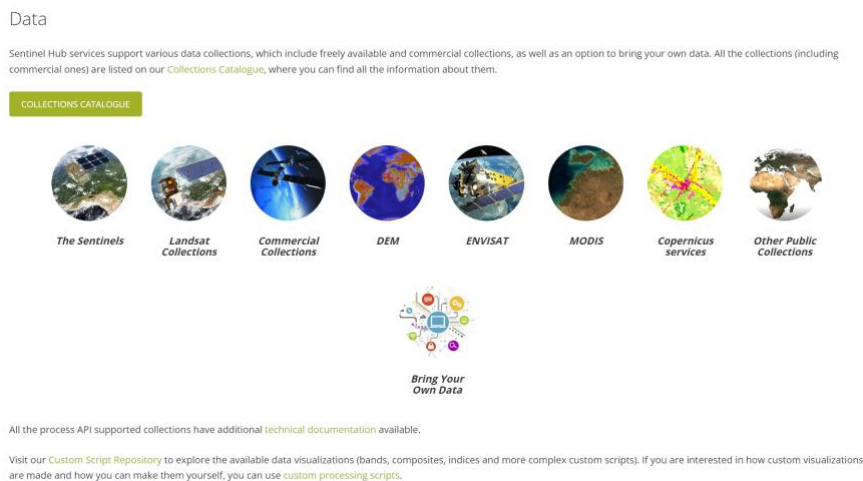 Data
Sentinel Hub services support various data collections, which include freely available and commercial collections, as well as an option to bring your own data. All the collections (including
commercial ones) are listed on our Collections Catalogue, where you can find all the information about them.
COLLECTIONS CATALOGUE
The Sentinels
Landsat
Collections
Commercial
Collections
DEM
ENVISAT
MODIS
Copernicus
services
Other Public
Collections
Bring Your
Own Data
All the process API supported collections have additional technical documentation available.
Visit our Custom Script Repository to explore the available data visualizations (bands, composites, indices and more complex custom scripts). If you are interested in how custom visualizations
are made and how you can make them yourself, you can use custom processing scripts.